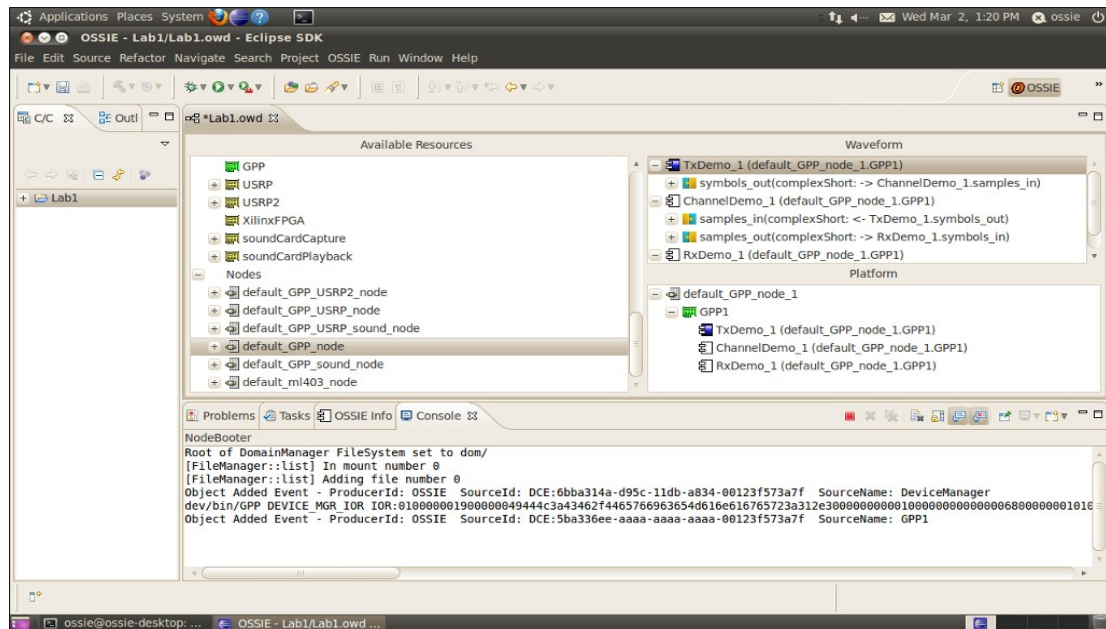 Applications Places System Wed Mar 2, 1:20 PM ossie
OSSIE - Lab1/Lab1.owd - Eclipse SDK
File Edit Source Refactor Navigate Search Project OSSIE Run Window Help
OSSIE
C/C Outl *Lab1.owd
Available Resources
GPP
USRP
USRP2
XilinxFPGA
soundCardCapture
soundCardPlayback
Nodes
default_GPP_USRP2_node
default_GPP_USRP_node
default_GPP_USRP_sound_node
default_GPP_node
default_GPP_sound_node
default_ml403_node
Lab1
Waveform
TxDemo_1 (default_GPP_node_1.GPP1)
symbols_out(complexShort: -> ChannelDemo_1.samples_in)
ChannelDemo_1 (default_GPP_node_1.GPP1)
samples_in(complexShort: <- TxDemo_1.symbols_out)
samples_out(complexShort: -> RxDemo_1.symbols_in)
RxDemo_1 (default_GPP_node_1.GPP1)
Platform
default_GPP_node_1
GPP1
TxDemo_1 (default_GPP_node_1.GPP1)
ChannelDemo_1 (default_GPP_node_1.GPP1)
RxDemo_1 (default_GPP_node_1.GPP1)
Problems Tasks OSSIE Info Console
NodeBooter
Root of DomainManager FileSystem set to dom/
[FileManager::list] In mount number 0
[FileManager::list] Adding file number 0
Object Added Event - ProducerId: OSSIE SourceId: DCE:6bba314a-d95c-11db-a834-00123f573a7f SourceName: DeviceManager
dev/bin/GPP DEVICE_MGR_IOR
Object Added Event - ProducerId: OSSIE SourceId: DCE:5ba336ee-aaaa-aaaa-aaaa-00123f573a7f SourceName: GPP1
ossie@ossie-desktop: ... OSSIE - Lab1/Lab1.owd ...